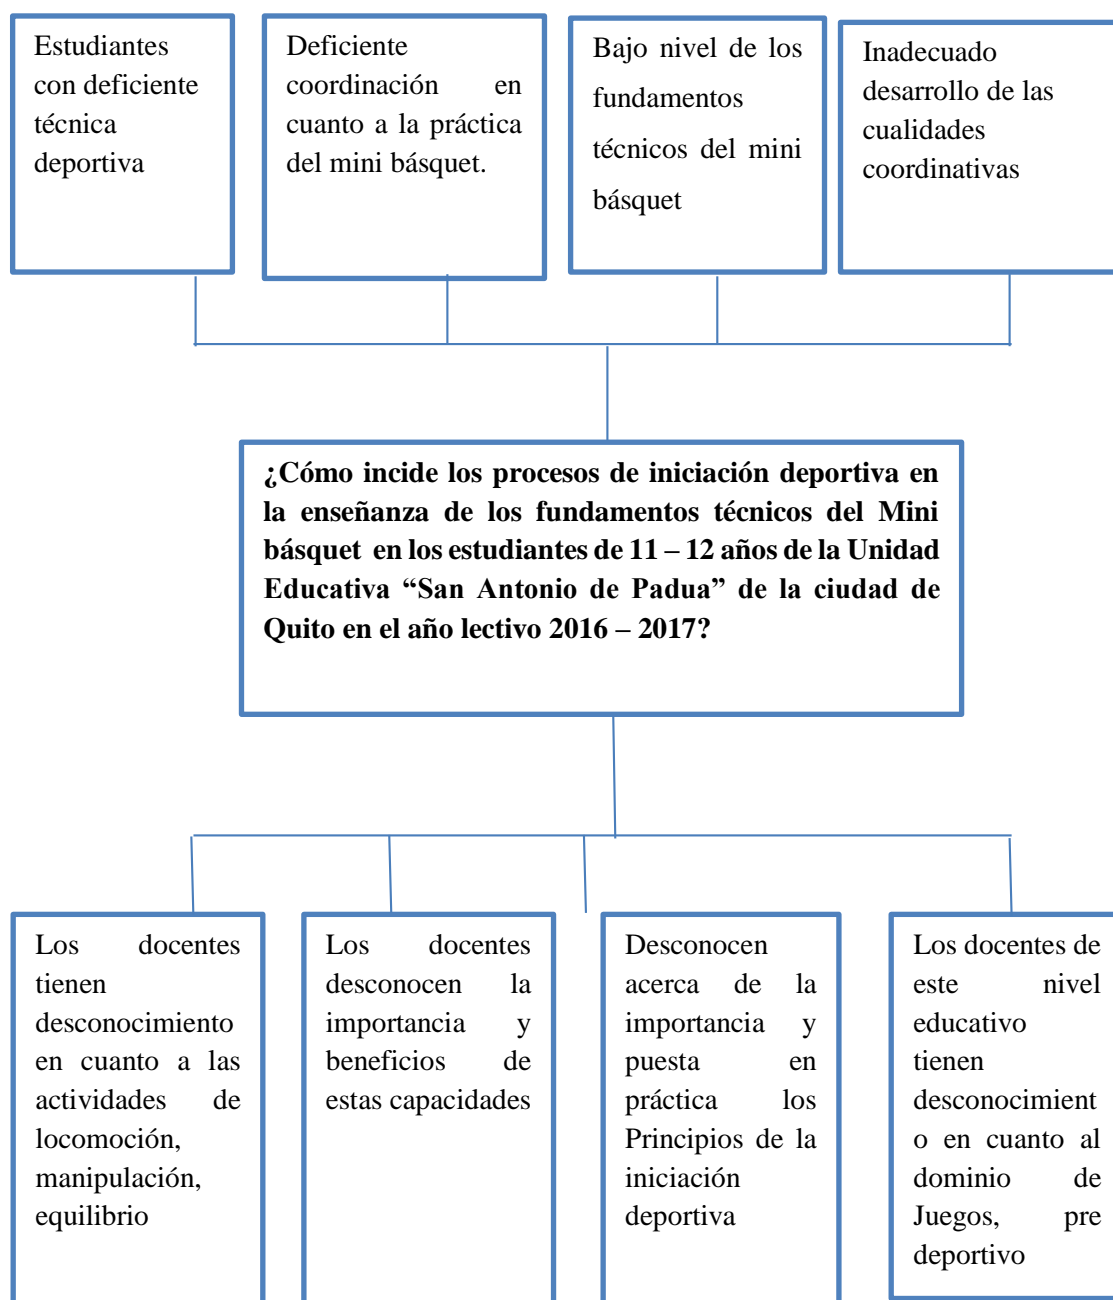 Estudiantes
con deficiente
técnica
deportiva
Deficiente
coordinación en
cuanto a la práctica
del mini básquet.
Bajo nivel de los
fundamentos
técnicos del mini
básquet
Inadecuado
desarrollo de las
cualidades
coordinativas
¿Cómo incide los procesos de iniciación deportiva en
la enseñanza de los fundamentos técnicos del Mini
básquet en los estudiantes de 11 – 12 años de la Unidad
Educativa “San Antonio de Padua” de la ciudad de
Quito en el año lectivo 2016 – 2017?
Los docentes
tienen
desconocimiento
en cuanto a las
actividades de
locomoción,
manipulación,
equilibrio
Los docentes
desconocen la
importancia y
beneficios de
estas capacidades
Desconocen
acerca de la
importancia y
puesta en
práctica los
Principios de la
iniciación
deportiva
Los docentes de
este nivel
educativo
tienen
desconocimient
o en cuanto al
dominio de
Juegos, pre
deportivo